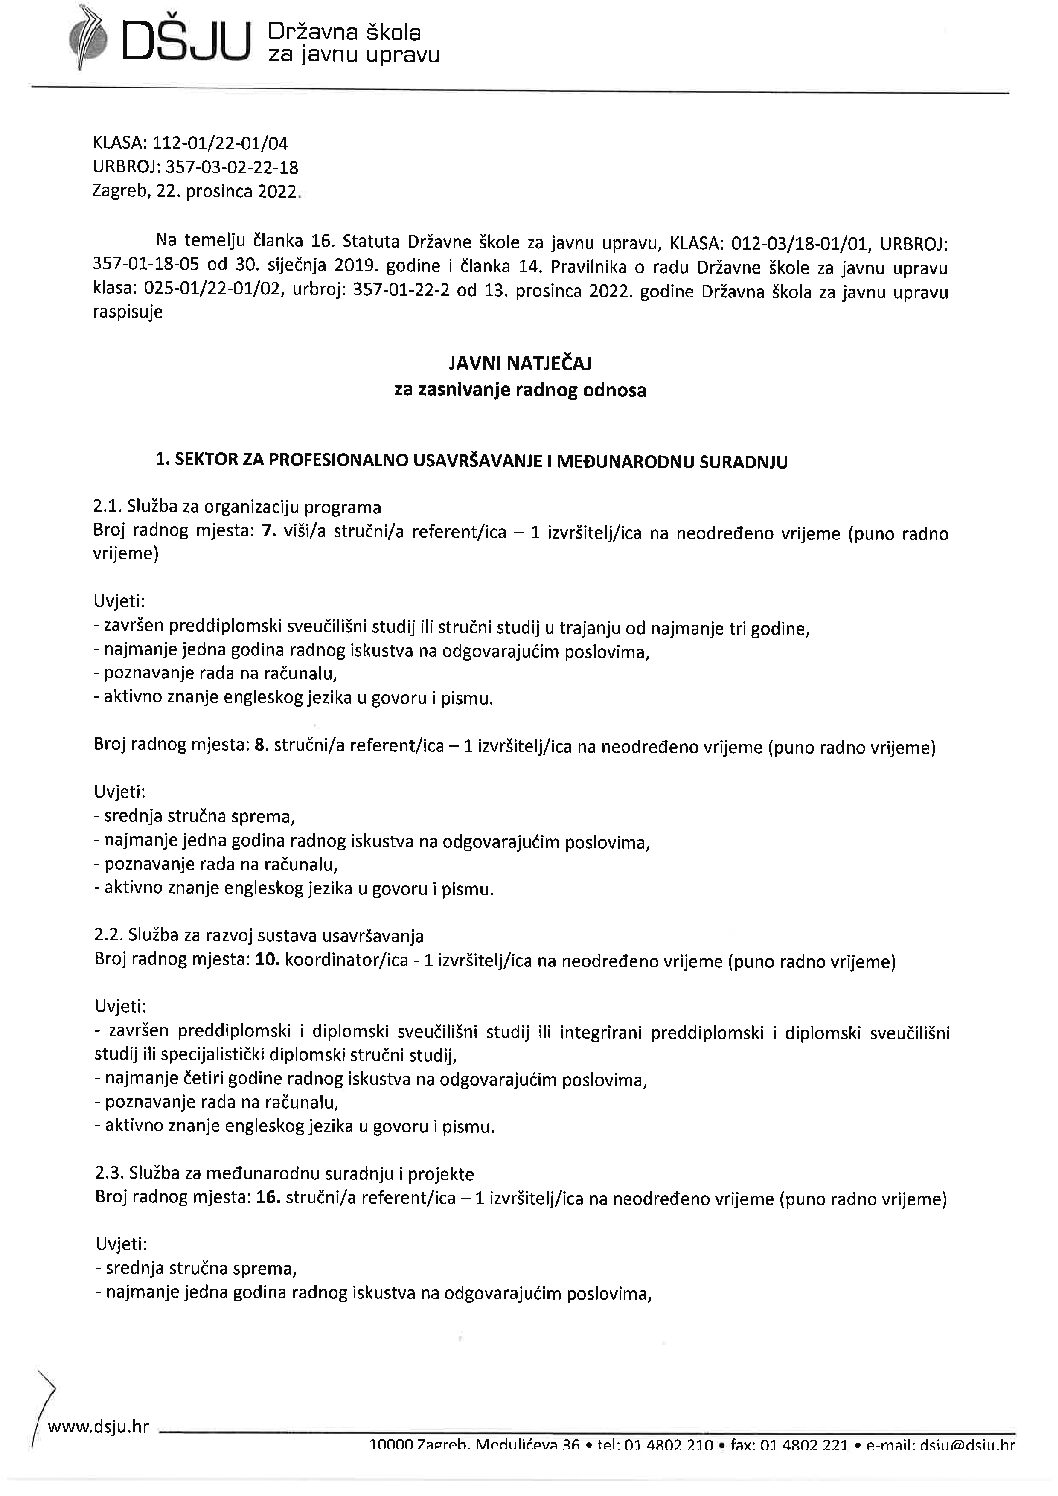 DŠJU Državna škola
za javnu upravu
KLASA: 112-01/22-01/04
URBROJ: 357-03-02-22-18
Zagreb, 22. prosinca 2022.
Na temelju članka 16. Statuta Državne škole za javnu upravu, KLASA: 012-03/18-01/01, URBROJ:
357-01-18-05 od 30. siječnja 2019. godine i članka 14. Pravilnika o radu Državne škole za javnu upravu
klasa: 025-01/22-01/02, urbroj: 357-01-22-2 od 13. prosinca 2022. godine Državna škola za javnu upravu
raspisuje
JAVNI NATJEČAJ
za zasnivanje radnog odnosa
1. SEKTOR ZA PROFESIONALNO USAVRŠAVANJE I MEĐUNARODNU SURADNJU
2.1. Služba za organizaciju programa
Broj radnog mjesta: 7. viši/a stručni/a referent/ica – 1 izvršitelj/ica na neodređeno vrijeme (puno radno
vrijeme)
Uvjeti:
- završen preddiplomski sveučilišni studij ili stručni studij u trajanju od najmanje tri godine,
- najmanje jedna godina radnog iskustva na odgovarajućim poslovima,
- poznavanje rada na računalu,
- aktivno znanje engleskog jezika u govoru i pismu.
Broj radnog mjesta: 8. stručni/a referent/ica – 1 izvršitelj/ica na neodređeno vrijeme (puno radno vrijeme)
Uvjeti:
- srednja stručna sprema,
- najmanje jedna godina radnog iskustva na odgovarajućim poslovima,
- poznavanje rada na računalu,
- aktivno znanje engleskog jezika u govoru i pismu.
2.2. Služba za razvoj sustava usavršavanja
Broj radnog mjesta: 10. koordinator/ica - 1 izvršitelj/ica na neodređeno vrijeme (puno radno vrijeme)
Uvjeti:
- završen preddiplomski i diplomski sveučilišni studij ili integrirani preddiplomski i diplomski sveučilišni
studij ili specijalistički diplomski stručni studij,
- najmanje četiri godine radnog iskustva na odgovarajućim poslovima,
- poznavanje rada na računalu,
- aktivno znanje engleskog jezika u govoru i pismu.
2.3. Služba za međunarodnu suradnju i projekte
Broj radnog mjesta: 16. stručni/a referent/ica – 1 izvršitelj/ica na neodređeno vrijeme (puno radno vrijeme)
Uvjeti:
- srednja stručna sprema,
- najmanje jedna godina radnog iskustva na odgovarajućim poslovima,
www.dsju.hr
10000 Zagreb, Medulićeva 36 • tel: 01 4802 210 • fax: 01 4802 221 • e-mail: dsju@dsju.hr